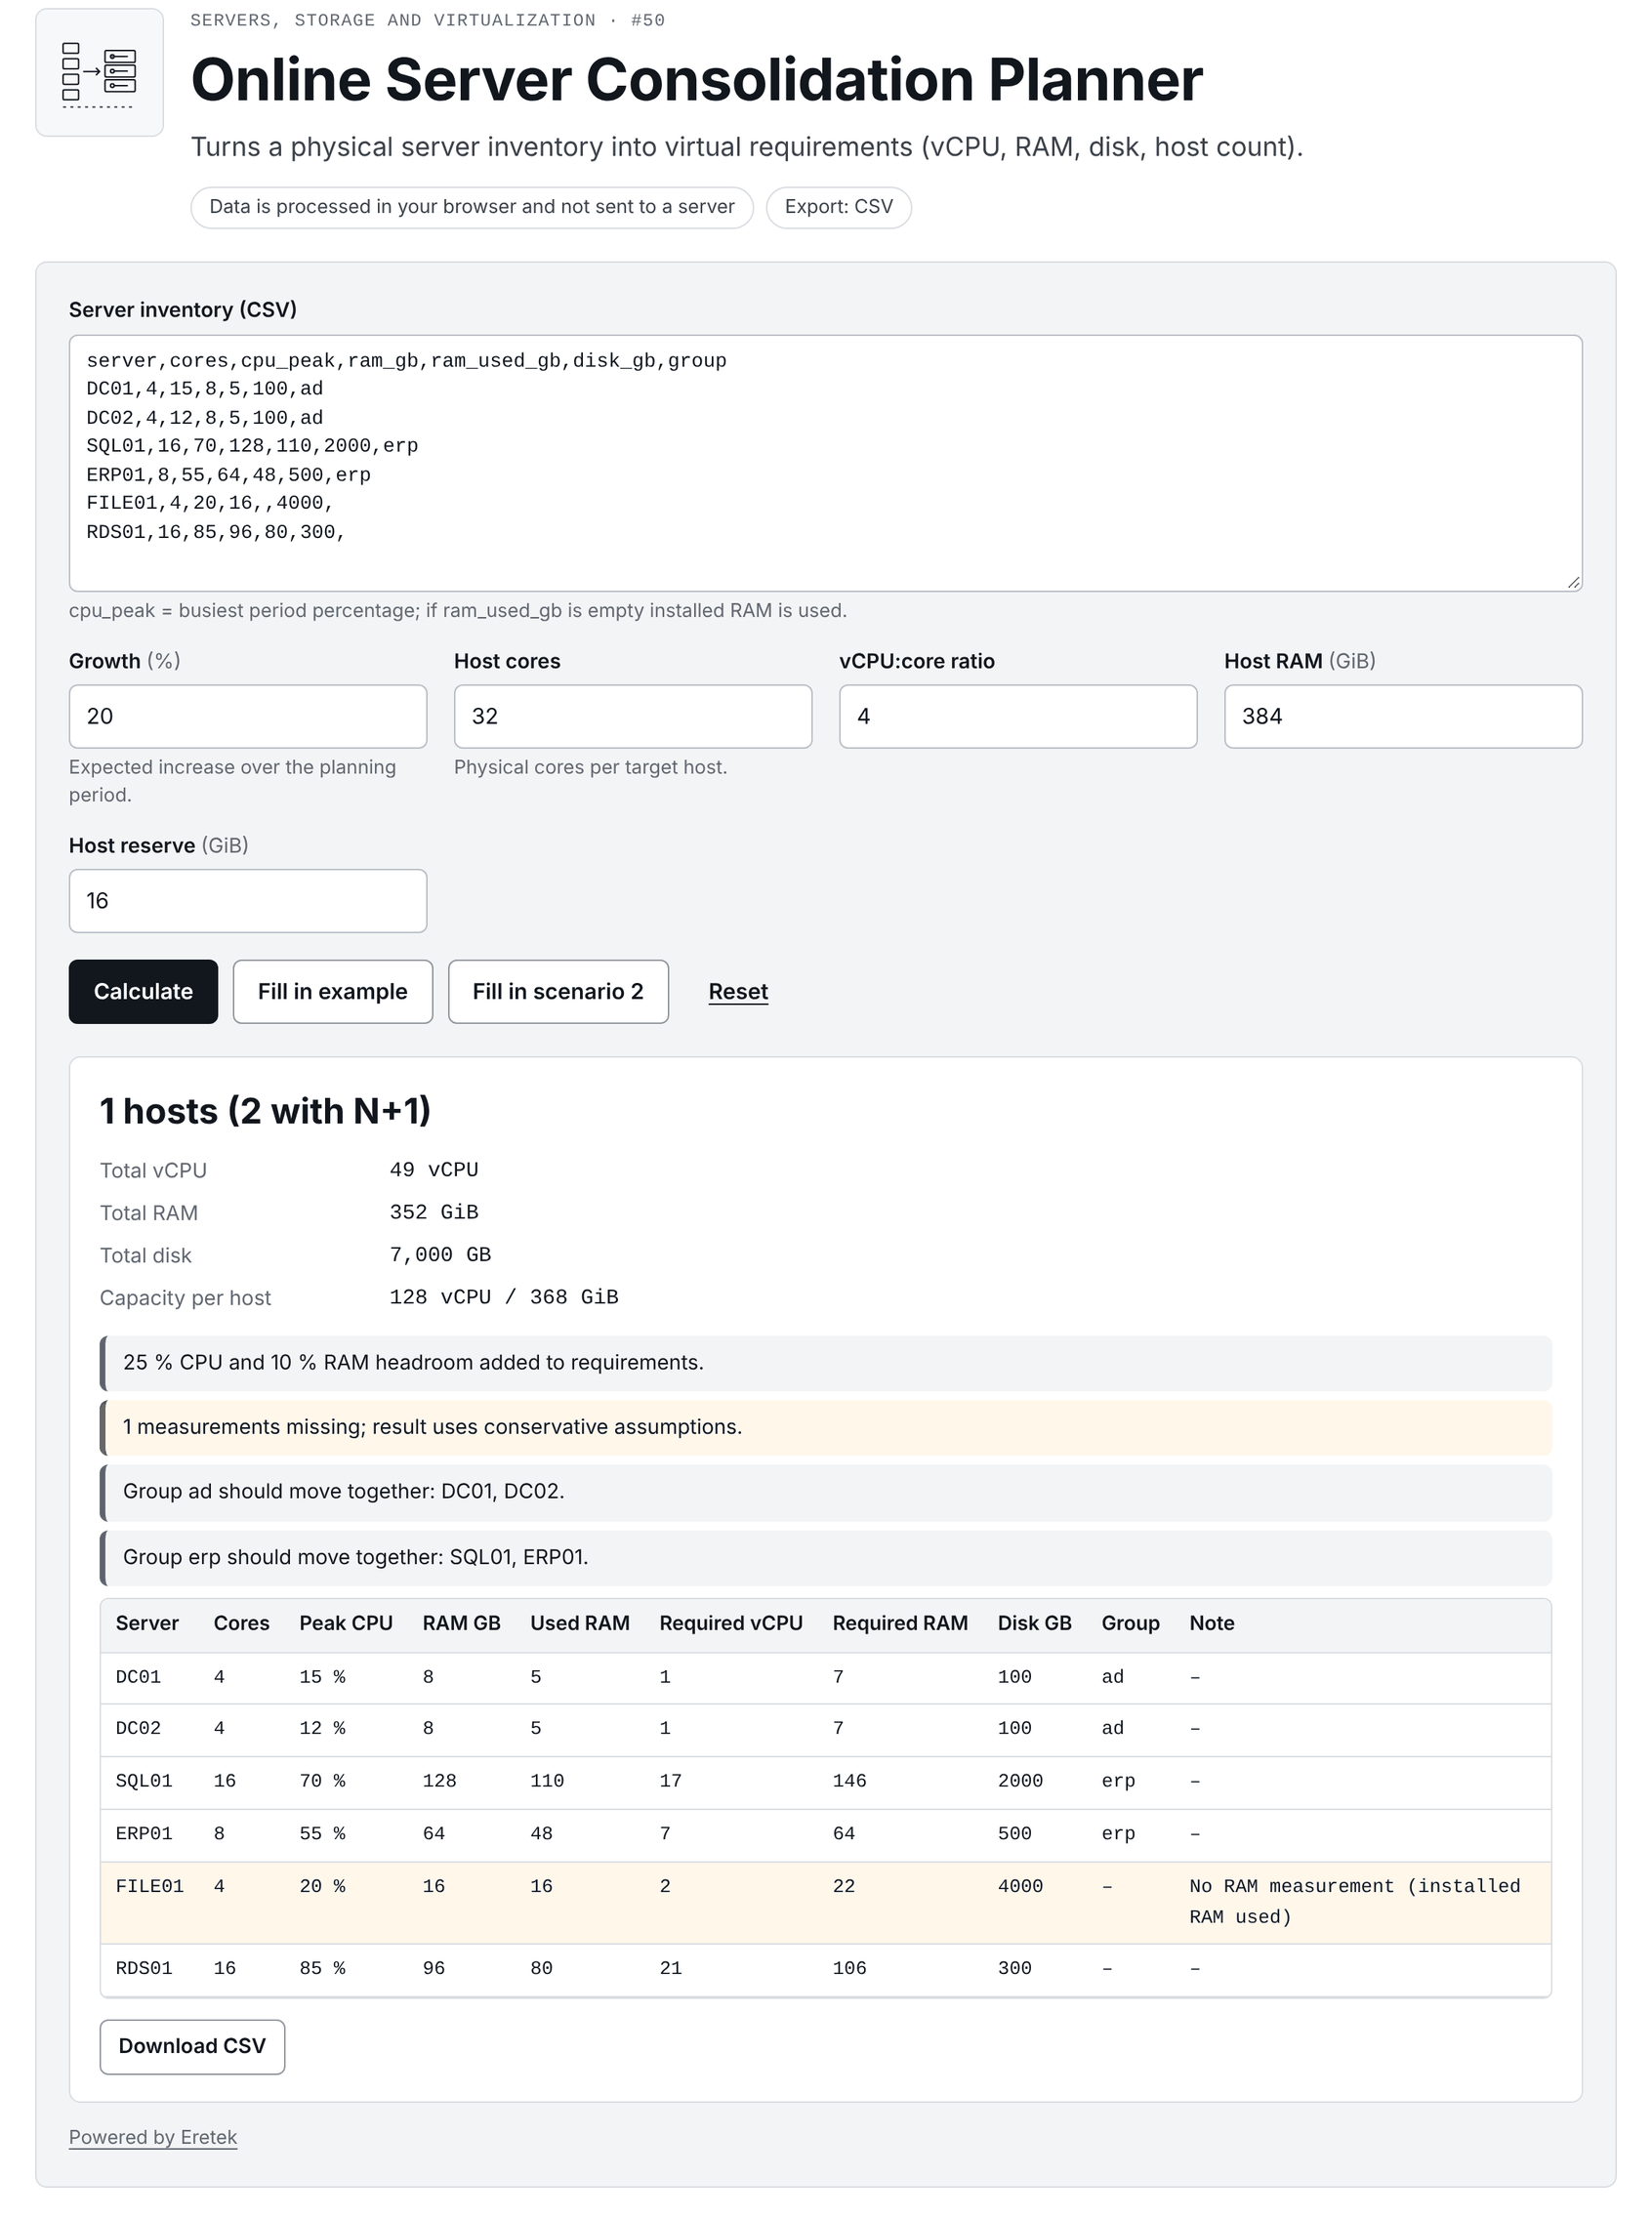 SERVERS, STORAGE AND VIRTUALIZATION · #50
Online Server Consolidation Planner
Turns a physical server inventory into virtual requirements (vCPU, RAM, disk, host count).
Data is processed in your browser and not sent to a server
Export: CSV
Server inventory (CSV)
server,cores,cpu_peak,ram_gb,ram_used_gb,disk_gb,group
DC01,4,15,8,5,100,ad
DC02,4,12,8,5,100,ad
SQL01,16,70,128,110,2000,erp
ERP01,8,55,64,48,500,erp
FILE01,4,20,16,,4000,
RDS01,16,85,96,80,300,
cpu_peak = busiest period percentage; if ram_used_gb is empty installed RAM is used.
Growth (%) Host cores vCPU:core ratio Host RAM (GiB)
20 32 4 384
Expected increase over the planning period. Physical cores per target host.
Host reserve (GiB)
16
Calculate Fill in example Fill in scenario 2 Reset
1 hosts (2 with N+1)
Total vCPU 49 vCPU
Total RAM 352 GiB
Total disk 7,000 GB
Capacity per host 128 vCPU / 368 GiB
25 % CPU and 10 % RAM headroom added to requirements.
1 measurements missing; result uses conservative assumptions.
Group ad should move together: DC01, DC02.
Group erp should move together: SQL01, ERP01.
Server Cores Peak CPU RAM GB Used RAM Required vCPU Required RAM Disk GB Group Note
DC01 4 15 % 8 5 1 7 100 ad –
DC02 4 12 % 8 5 1 7 100 ad –
SQL01 16 70 % 128 110 17 146 2000 erp –
ERP01 8 55 % 64 48 7 64 500 erp –
FILE01 4 20 % 16 16 2 22 4000 – No RAM measurement (installed RAM used)
RDS01 16 85 % 96 80 21 106 300 – –
Download CSV
Powered by Eretek